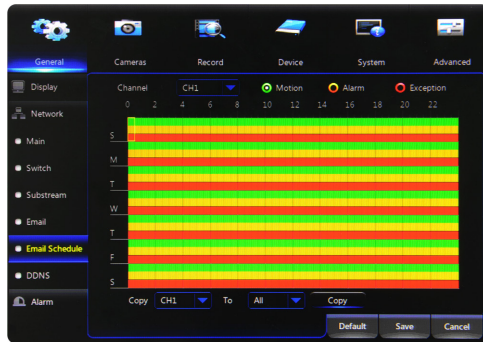 General Cameras Record Device System Advanced
Display
Network
Main
Switch
Substream
Email
Email Schedule
DDNS
Alarm
Channel CH1 Motion Alarm Exception
0 2 4 6 8 10 12 14 16 18 20 22
S
M
T
W
T
F
S
Copy CH1 To All Copy
Default Save Cancel